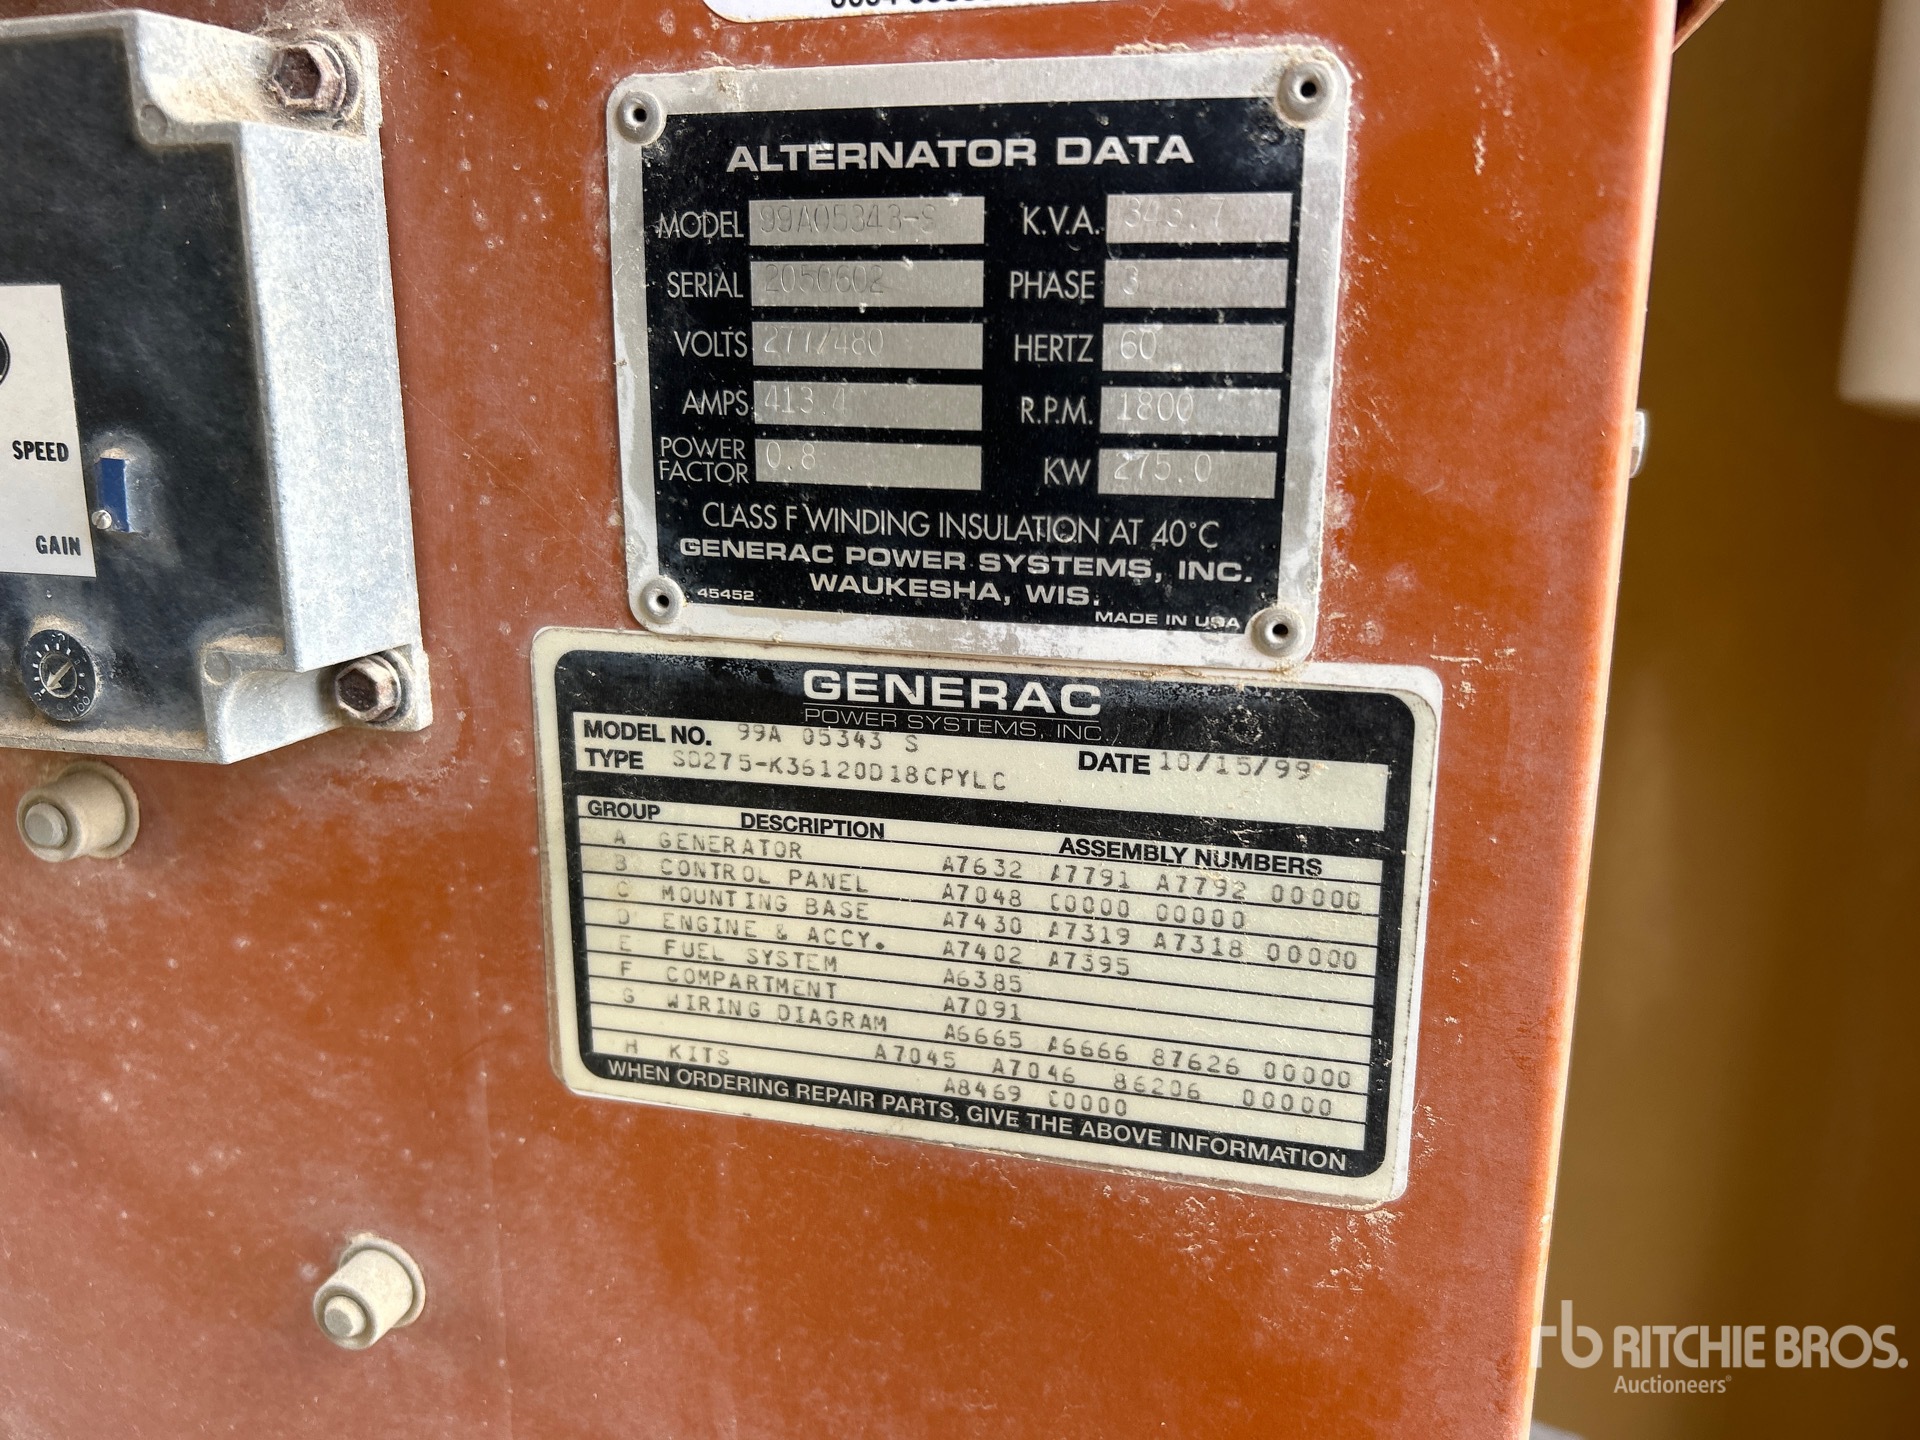 SPEED
GAIN
100
ALTERNATOR DATA
MODEL 99A05343-S K.V.A. 343.7
SERIAL 2050602 PHASE 3
VOLTS 277/480 HERTZ 60
AMPS 413.4 R.P.M. 1800
POWER FACTOR 0.8 KW 275.0
CLASS F WINDING INSULATION AT 40°C
GENERAC POWER SYSTEMS, INC.
WAUKESHA, WIS.
45452 MADE IN USA
GENERAC
POWER SYSTEMS, INC.
MODEL NO. 99A 05343 S DATE 10/15/99
TYPE SD275-K36120D18CPYLC
GROUP DESCRIPTION ASSEMBLY NUMBERS
A GENERATOR A7632 A7791 A7792 00000
B CONTROL PANEL A7048 00000 00000
C MOUNTING BASE A7430 A7319 A7318 00000
D ENGINE & ACCY. A7402 A7395
E FUEL SYSTEM A6385
F COMPARTMENT A7091
G WIRING DIAGRAM A6665 A6666 87626 00000
A7045 A7046 86206 00000
H KITS A8469 00000
WHEN ORDERING REPAIR PARTS, GIVE THE ABOVE INFORMATION
rb RITCHIE BROS.
Auctioneers